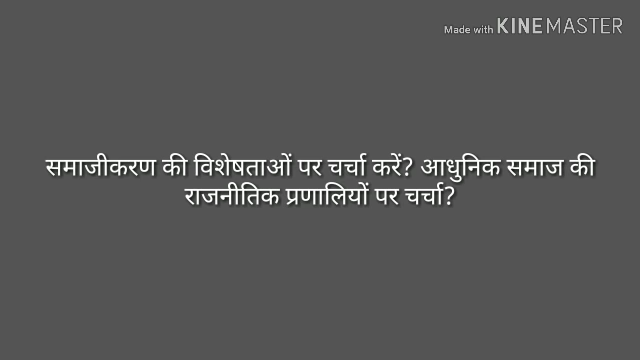 Made with KINEMASTER
समाजीकरण की विशेषताओं पर चर्चा करें? आधुनिक समाज की
राजनीतिक प्रणालियों पर चर्चा?